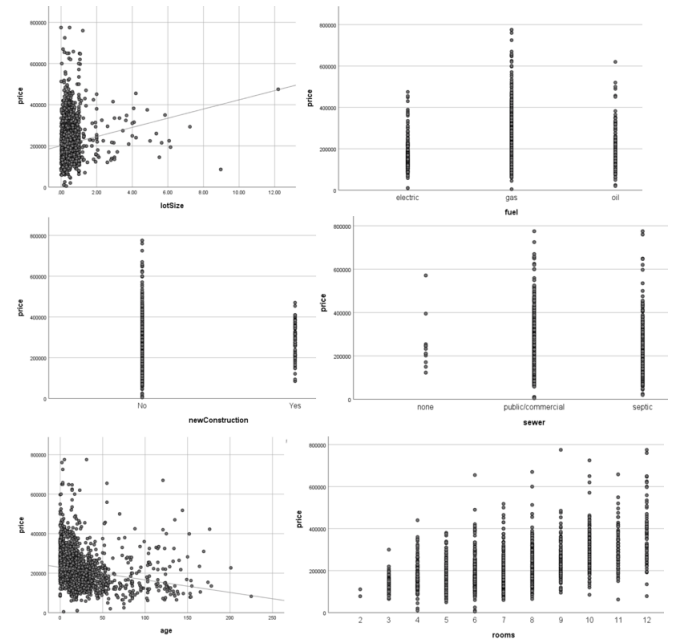 800000
600000
400000
200000
0
price
.00 2.00 4.00 6.00 8.00 10.00 12.00
lotSize
800000
600000
400000
200000
0
price
electric gas oil
fuel
800000
600000
400000
200000
0
price
No Yes
newConstruction
800000
600000
400000
200000
0
price
none public/commercial septic
sewer
800000
600000
400000
200000
0
price
0 50 100 150 200 250
age
800000
600000
400000
200000
0
price
2 3 4 5 6 7 8 9 10 11 12
rooms